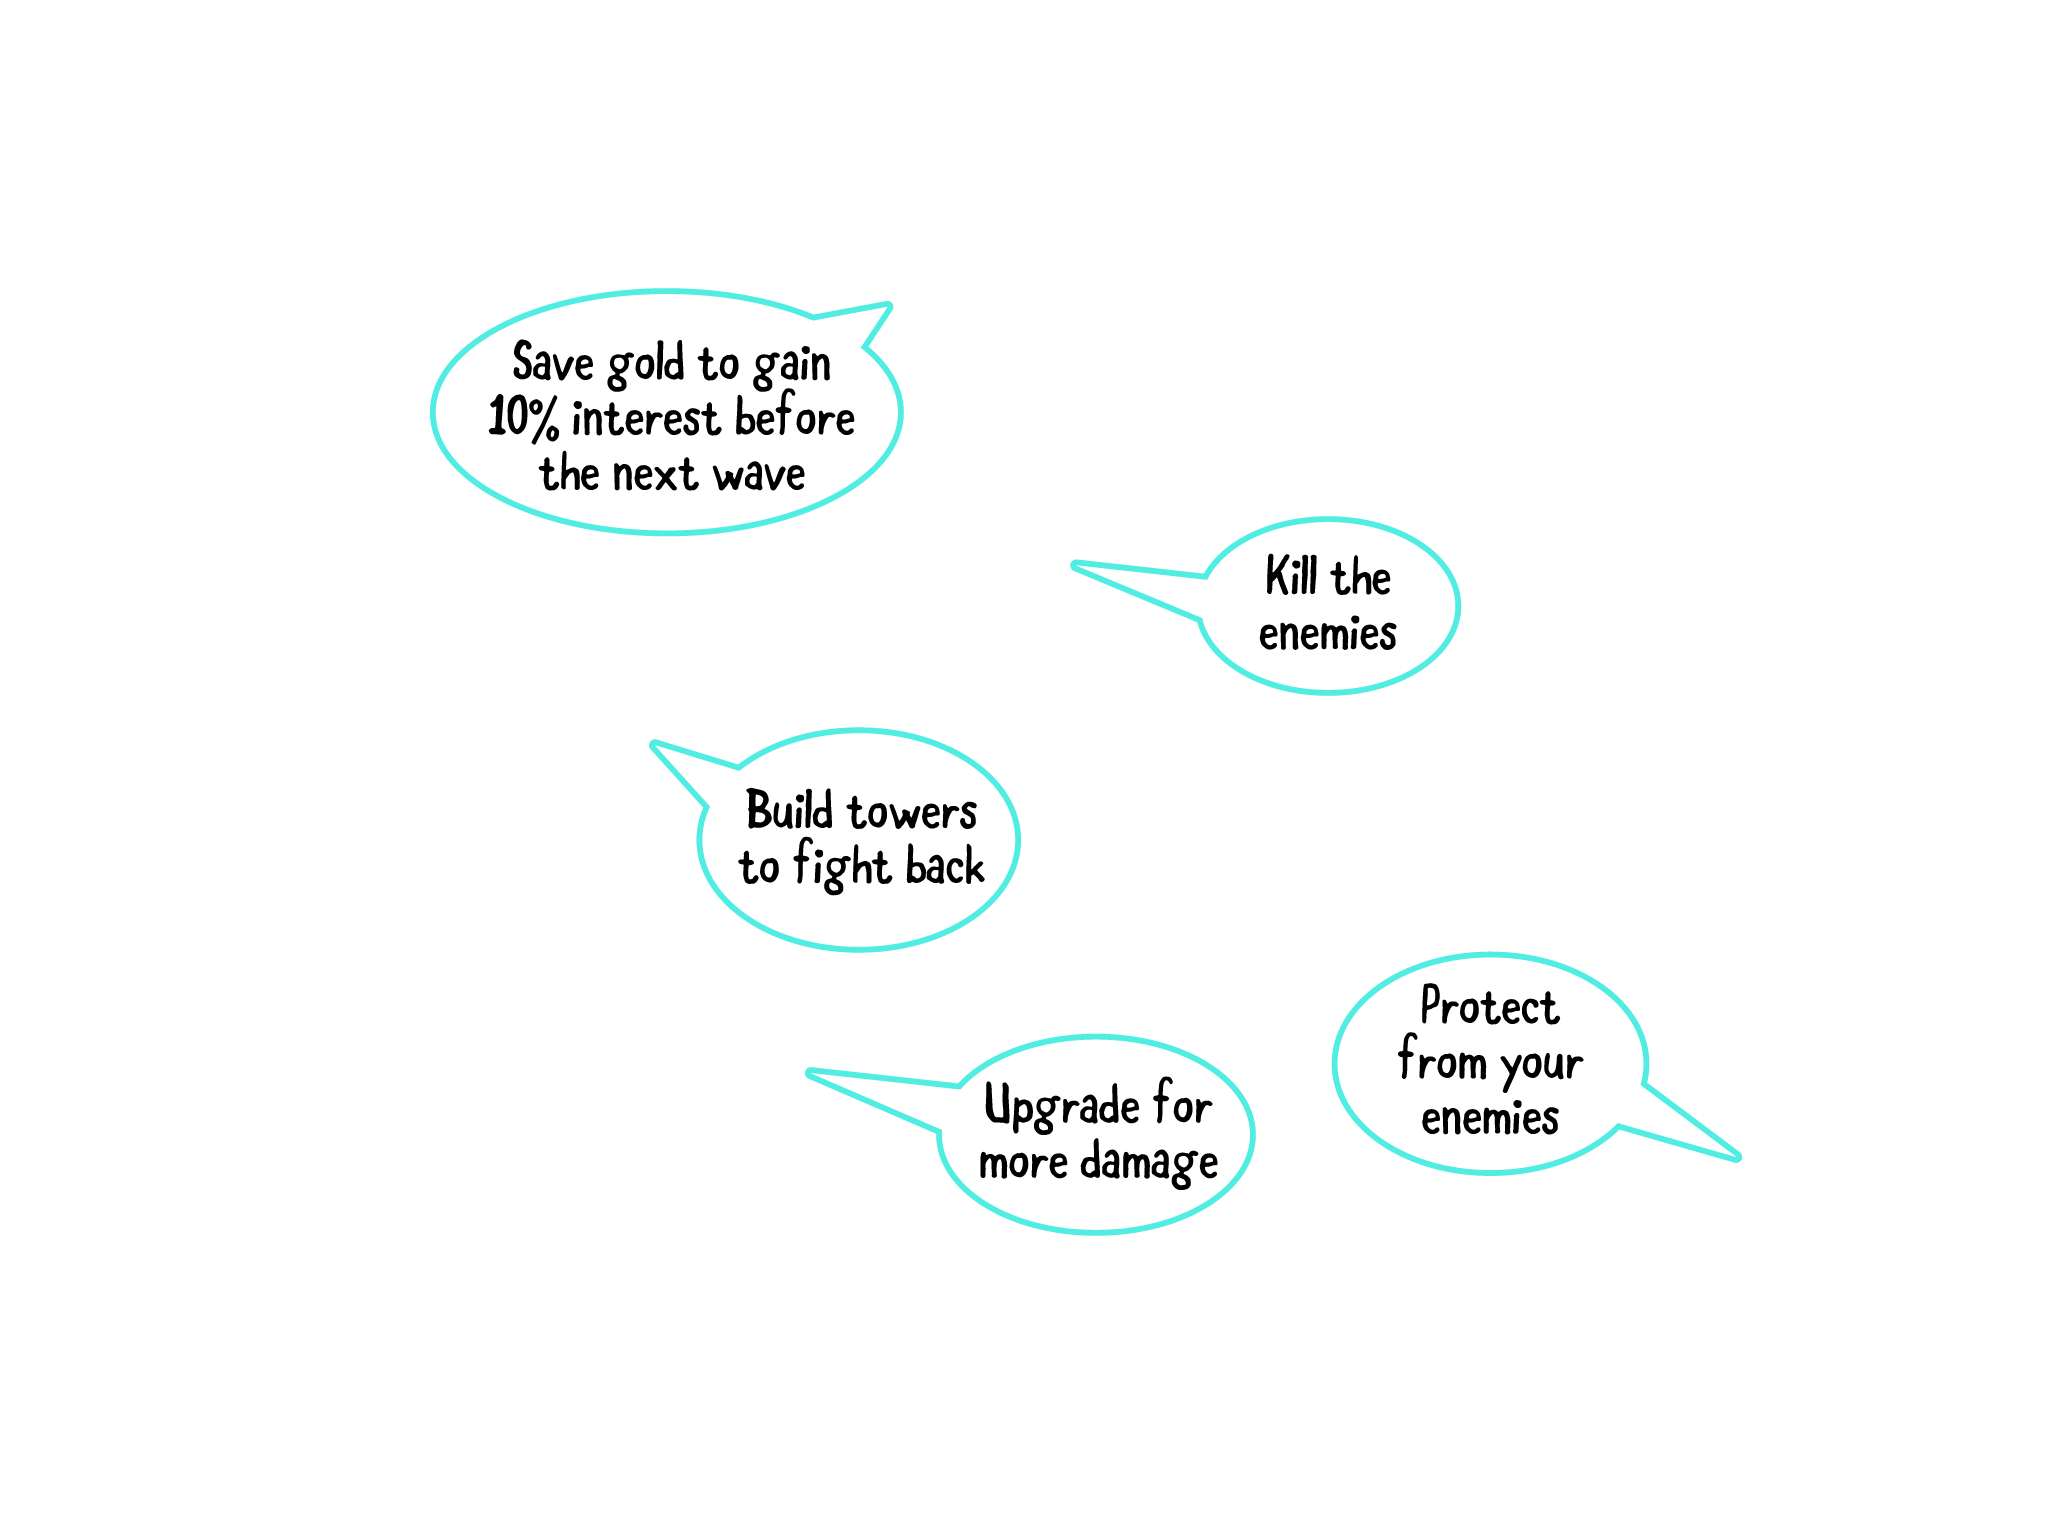 Save gold to gain
10% interest before
the next wave
Kill the
enemies
Build towers
to fight back
Protect
from your
enemies
Upgrade for
more damage